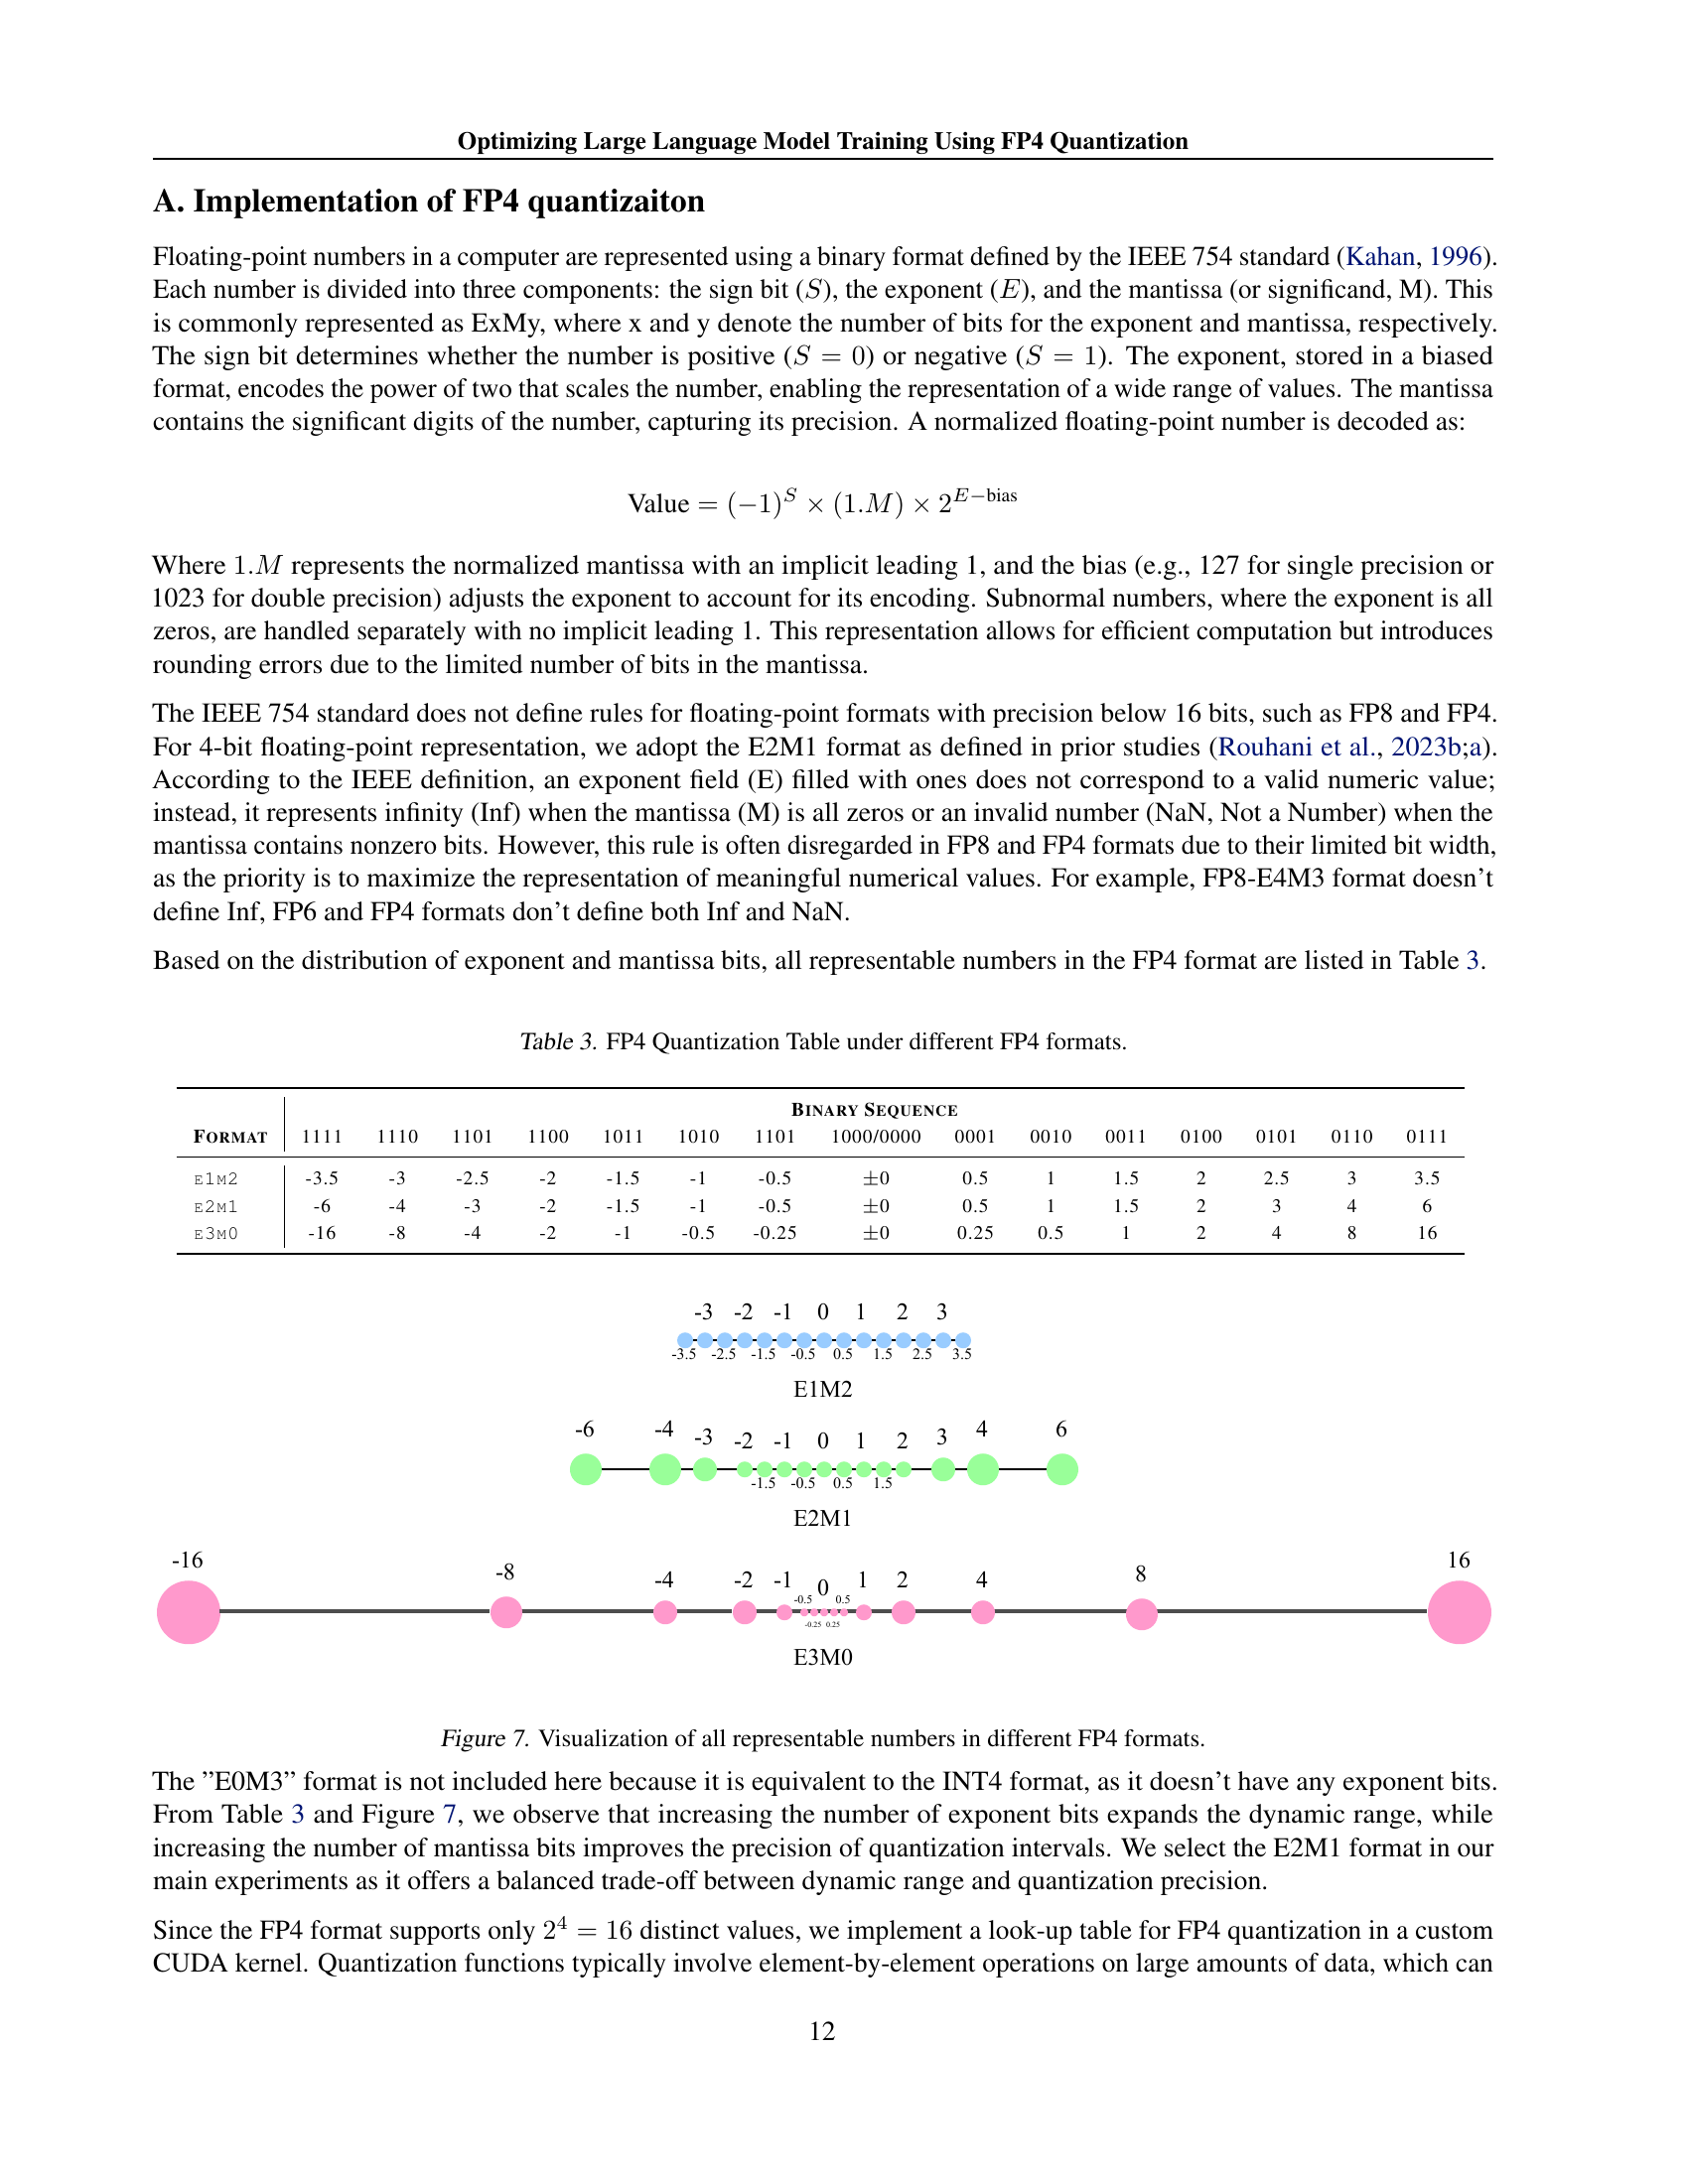 Optimizing Large Language Model Training Using FP4 Quantization
A. Implementation of FP4 quantizaiton
Floating-point numbers in a computer are represented using a binary format defined by the IEEE 754 standard (Kahan, 1996).
Each number is divided into three components: the sign bit (S), the exponent (E), and the mantissa (or significand, M). This
is commonly represented as ExMy, where x and y denote the number of bits for the exponent and mantissa, respectively.
The sign bit determines whether the number is positive (S = 0) or negative (S = 1). The exponent, stored in a biased
format, encodes the power of two that scales the number, enabling the representation of a wide range of values. The mantissa
contains the significant digits of the number, capturing its precision. A normalized floating-point number is decoded as:
Value = (−1)^S × (1.M) × 2^{E−bias}
Where 1.M represents the normalized mantissa with an implicit leading 1, and the bias (e.g., 127 for single precision or
1023 for double precision) adjusts the exponent to account for its encoding. Subnormal numbers, where the exponent is all
zeros, are handled separately with no implicit leading 1. This representation allows for efficient computation but introduces
rounding errors due to the limited number of bits in the mantissa.
The IEEE 754 standard does not define rules for floating-point formats with precision below 16 bits, such as FP8 and FP4.
For 4-bit floating-point representation, we adopt the E2M1 format as defined in prior studies (Rouhani et al., 2023b;a).
According to the IEEE definition, an exponent field (E) filled with ones does not correspond to a valid numeric value;
instead, it represents infinity (Inf) when the mantissa (M) is all zeros or an invalid number (NaN, Not a Number) when the
mantissa contains nonzero bits. However, this rule is often disregarded in FP8 and FP4 formats due to their limited bit width,
as the priority is to maximize the representation of meaningful numerical values. For example, FP8-E4M3 format doesn't
define Inf, FP6 and FP4 formats don't define both Inf and NaN.
Based on the distribution of exponent and mantissa bits, all representable numbers in the FP4 format are listed in Table 3.
Table 3. FP4 Quantization Table under different FP4 formats.
BINARY SEQUENCE
FORMAT 1111 1110 1101 1100 1011 1010 1101 1000/0000 0001 0010 0011 0100 0101 0110 0111
E1M2 -3.5 -3 -2.5 -2 -1.5 -1 -0.5 ±0 0.5 1 1.5 2 2.5 3 3.5
E2M1 -6 -4 -3 -2 -1.5 -1 -0.5 ±0 0.5 1 1.5 2 3 4 6
E3M0 -16 -8 -4 -2 -1 -0.5 -0.25 ±0 0.25 0.5 1 2 4 8 16
-3 -2 -1 0 1 2 3
-3.5 -2.5 -1.5 -0.5 0.5 1.5 2.5 3.5
E1M2
-6 -4 -3 -2 -1 0 1 2 3 4 6
-1.5 -0.5 0.5 1.5
E2M1
-16 -8 -4 -2 -1 0 1 2 4 8 16
-0.5 0.5
-0.25 0.25
E3M0
Figure 7. Visualization of all representable numbers in different FP4 formats.
The ”E0M3” format is not included here because it is equivalent to the INT4 format, as it doesn't have any exponent bits.
From Table 3 and Figure 7, we observe that increasing the number of exponent bits expands the dynamic range, while
increasing the number of mantissa bits improves the precision of quantization intervals. We select the E2M1 format in our
main experiments as it offers a balanced trade-off between dynamic range and quantization precision.
Since the FP4 format supports only 2^4 = 16 distinct values, we implement a look-up table for FP4 quantization in a custom
CUDA kernel. Quantization functions typically involve element-by-element operations on large amounts of data, which can
12